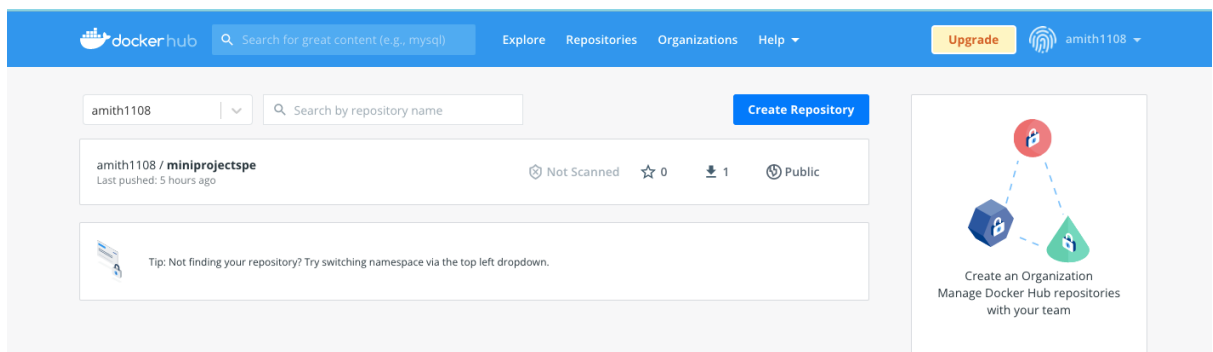 dockerhub
Search for great content (e.g., mysql)
Explore
Repositories
Organizations
Help
Upgrade
amith1108
amith1108
Search by repository name
Create Repository
amith1108 / miniprojectspe
Last pushed: 5 hours ago
Not Scanned
0
1
Public
Tip: Not finding your repository? Try switching namespace via the top left dropdown.
Create an Organization
Manage Docker Hub repositories
with your team